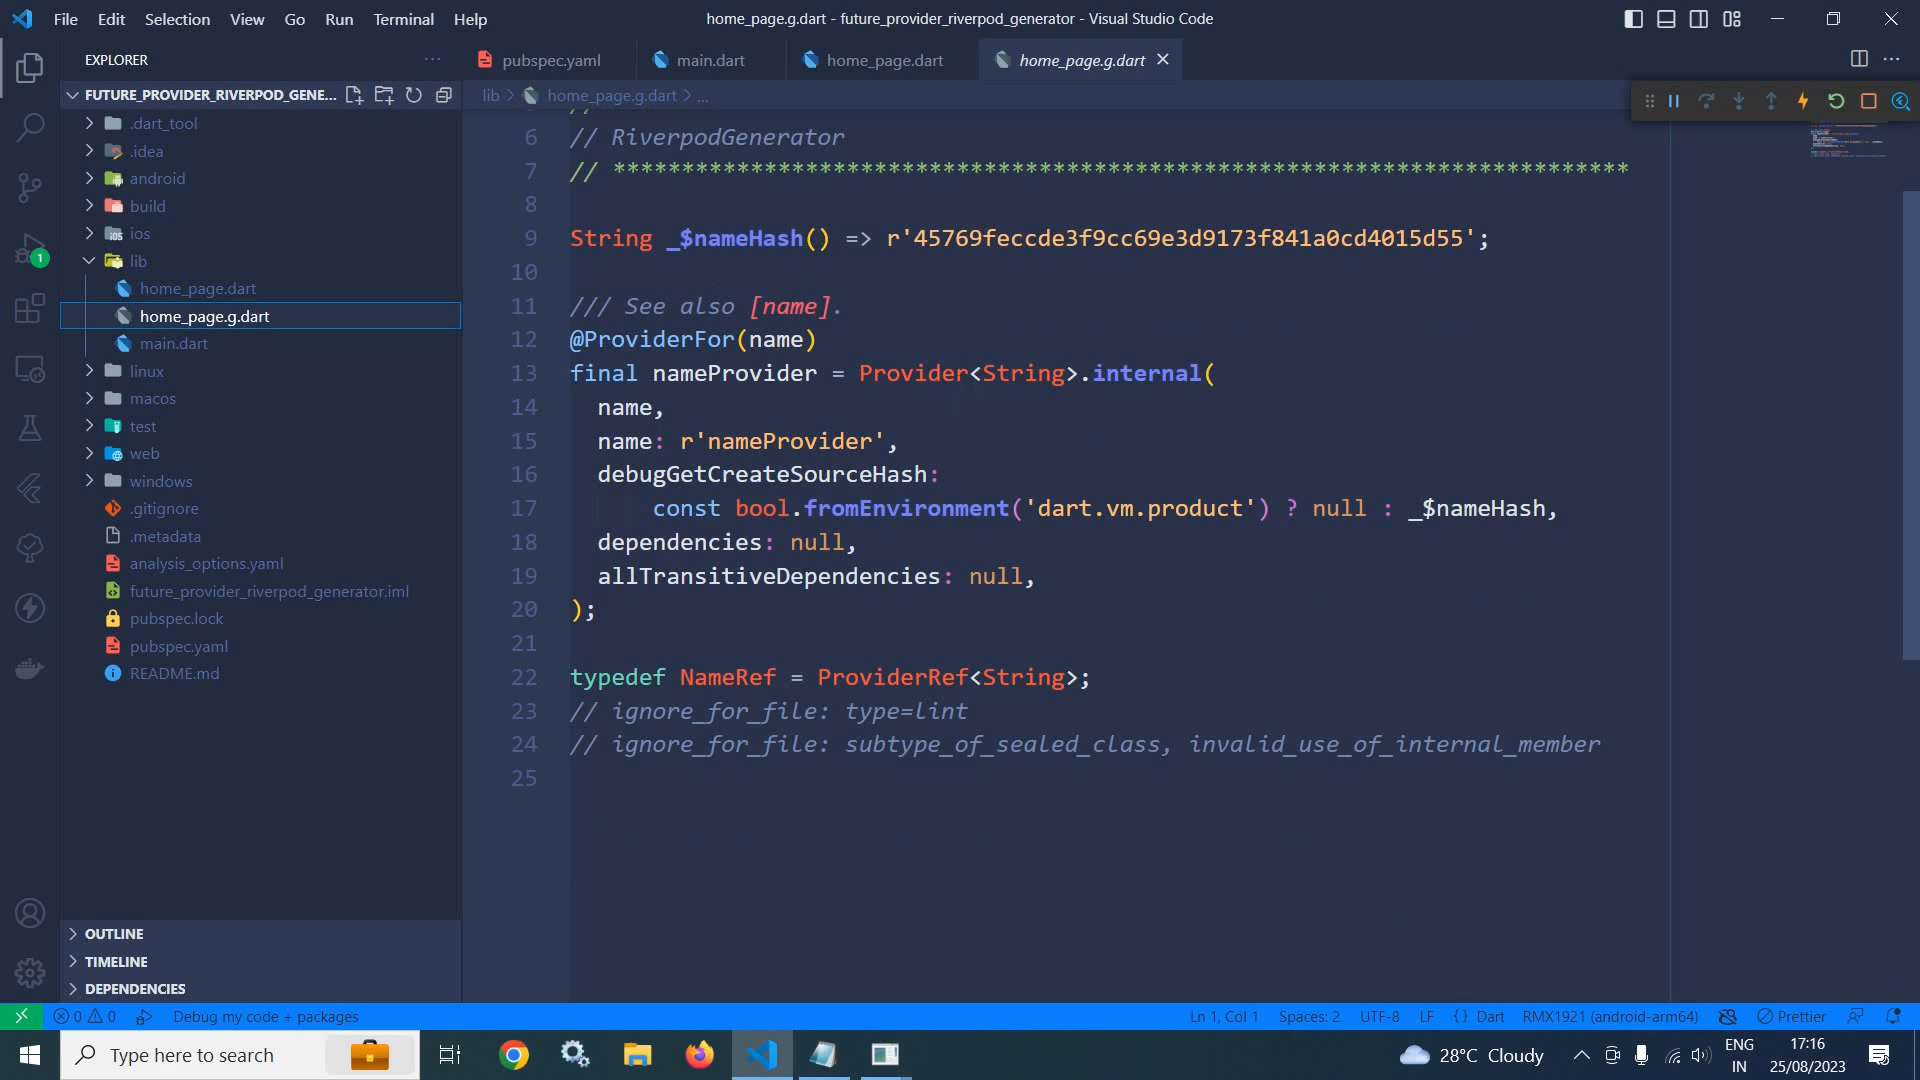 File Edit Selection View Go Run Terminal Help
home_page.g.dart - future_provider_riverpod_generator - Visual Studio Code
EXPLORER
pubspec.yaml
main.dart
home_page.dart
home_page.g.dart
FUTURE_PROVIDER_RIVERPOD_GENE...
lib > home_page.g.dart > ...
.dart_tool
.idea
android
build
ios
lib
home_page.dart
home_page.g.dart
main.dart
linux
macos
test
web
windows
.gitignore
.metadata
analysis_options.yaml
future_provider_riverpod_generator.iml
pubspec.lock
pubspec.yaml
README.md
OUTLINE
TIMELINE
DEPENDENCIES
1
6 // RiverpodGenerator
7 // **************************************************************************
8
9 String _$nameHash() => r'45769feccde3f9cc69e3d9173f841a0cd4015d55';
10
11 /// See also [name].
12 @ProviderFor(name)
13 final nameProvider = Provider<String>.internal(
14 name,
15 name: r'nameProvider',
16 debugGetCreateSourceHash:
17 const bool.fromEnvironment('dart.vm.product') ? null : _$nameHash,
18 dependencies: null,
19 allTransitiveDependencies: null,
20 );
21
22 typedef NameRef = ProviderRef<String>;
23 // ignore_for_file: type=lint
24 // ignore_for_file: subtype_of_sealed_class, invalid_use_of_internal_member
25
0 0 Debug my code + packages
Ln 1, Col 1 Spaces: 2 UTF-8 LF {} Dart RMX1921 (android-arm64) Prettier
Type here to search
28°C Cloudy
ENG
IN
17:16
25/08/2023